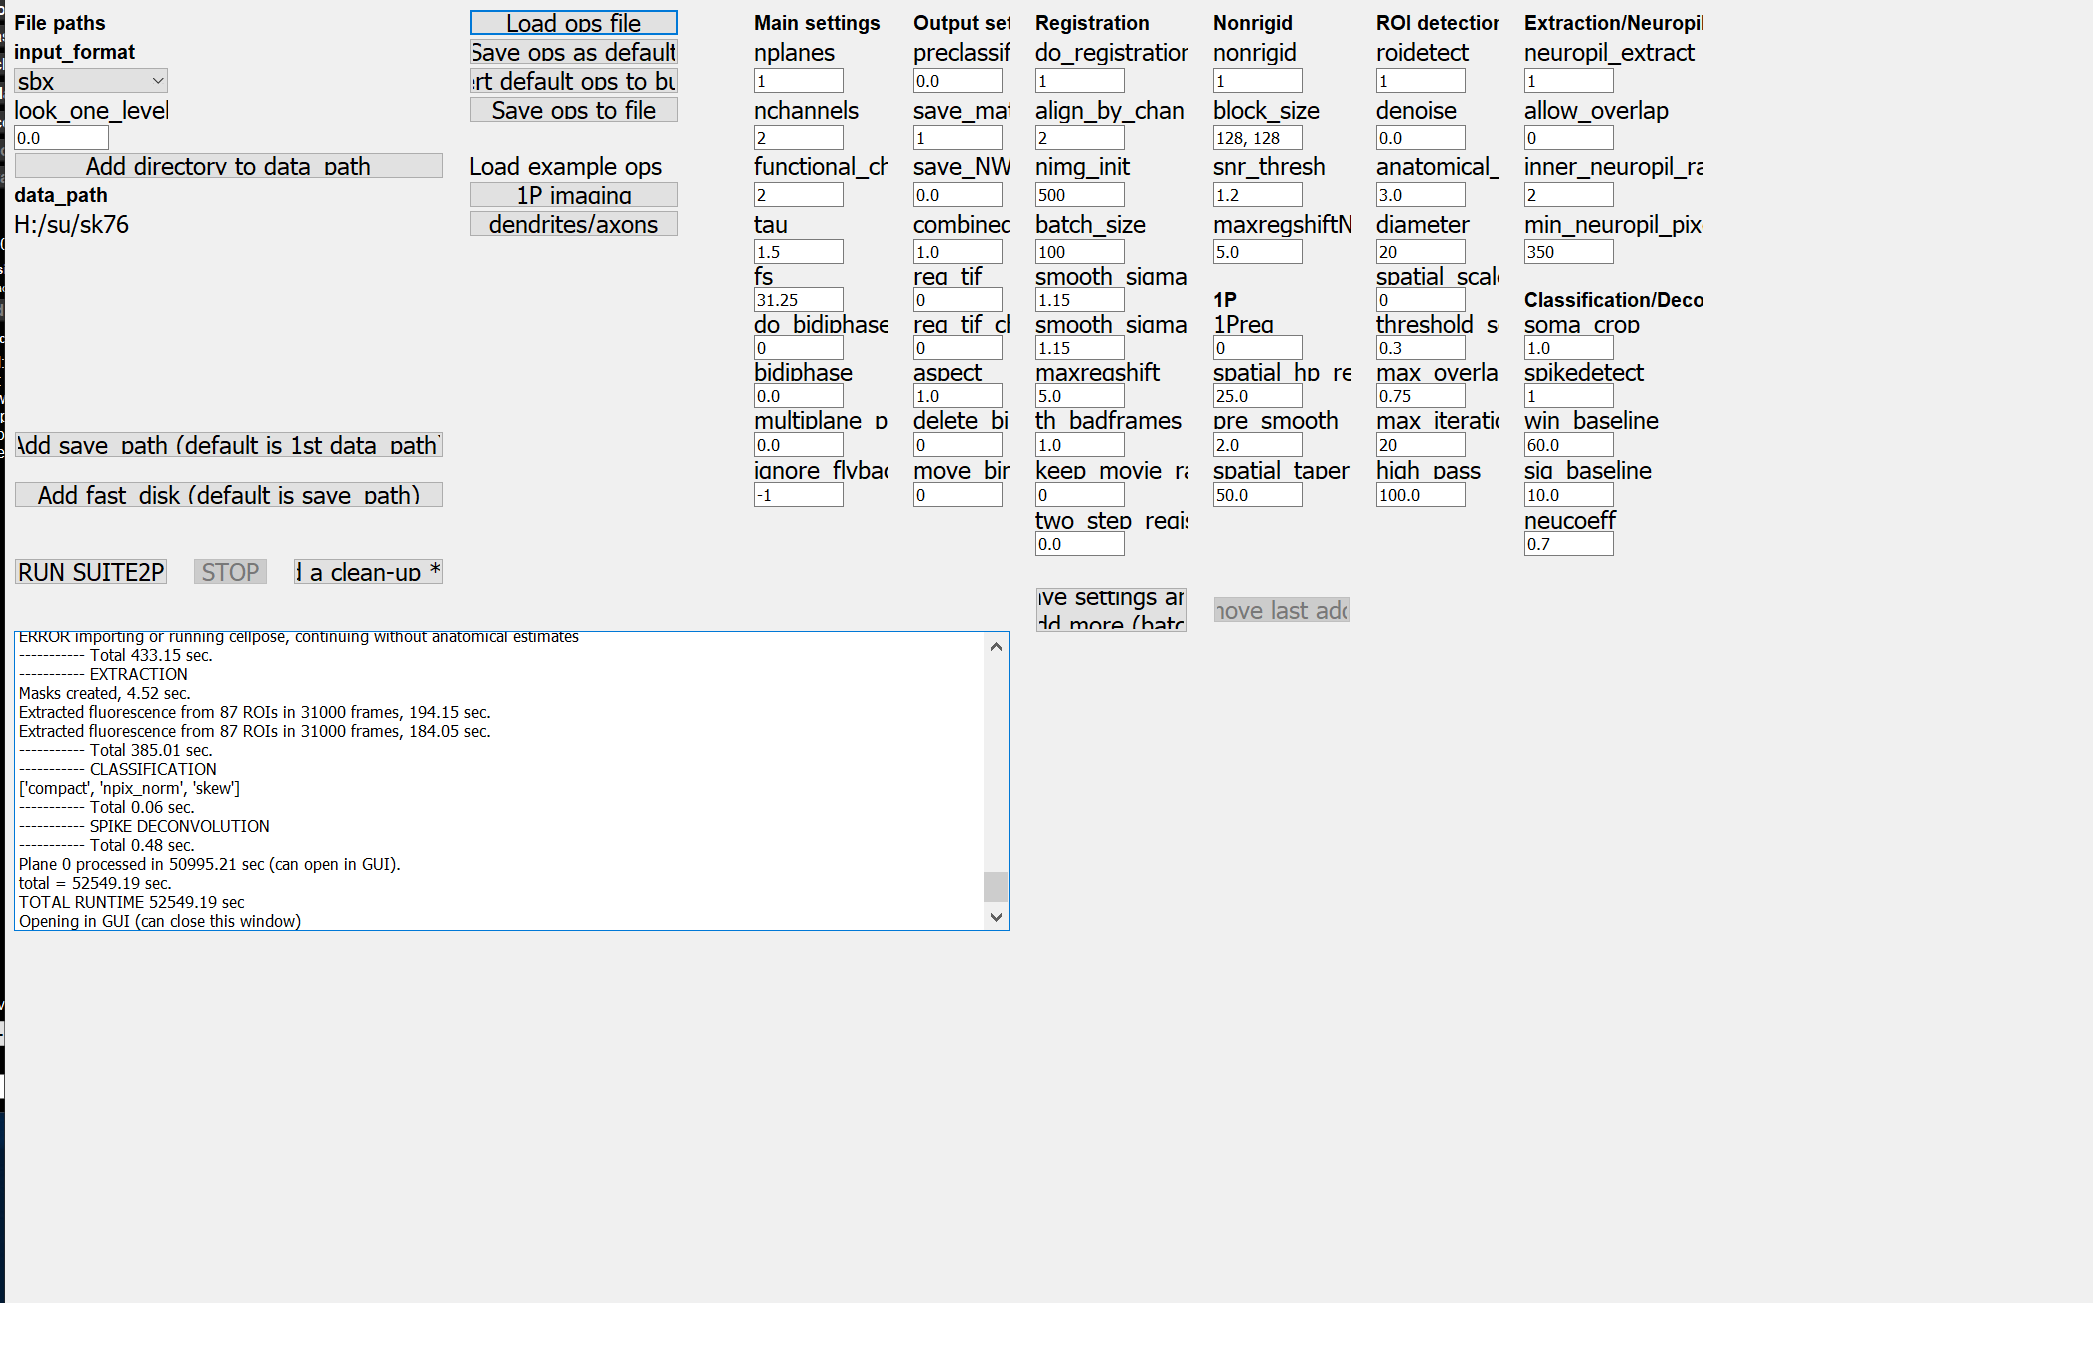 File paths
input_format
sbx
look_one_level
0.0
Add directory to data_path
data_path
H:/su/sk76
Add save_path (default is 1st data_path)
Add fast_disk (default is save_path)
RUN SUITE2P
STOP
a clean-up *
Load ops file
Save ops as default
rt default ops to bu
Save ops to file
Load example ops
1P imaging
dendrites/axons
Main settings
nplanes
1
nchannels
2
functional_ch
2
tau
1.5
fs
31.25
do_bidiphase
0
bidiphase
0.0
multiplane_p
0.0
ignore_flyba
-1
Output set
preclassif
0.0
save_mat
1
save_NW
0.0
combined
1.0
reg_tif
0
reg_tif_cl
0
aspect
1.0
delete_bi
0
move_bir
0
Registration
do_registration
1
align_by_chan
2
nimg_init
500
batch_size
100
smooth_sigma
1.15
smooth_sigma
1.15
maxregshift
5.0
th_badframes
1.0
keep_movie_ra
0
two_step_regis
0.0
ve settings ar
dd more (batc
Nonrigid
nonrigid
1
block_size
128, 128
snr_thresh
1.2
maxregshiftN
5.0
1P
1Preg
0
spatial_hp_re
25.0
pre_smooth
2.0
spatial_taper
50.0
nove last add
ROI detection
roidetect
1
denoise
0.0
anatomical_
3.0
diameter
20
spatial_scale
0
threshold_s
0.3
max_overla
0.75
max_iteratio
20
high_pass
100.0
Extraction/Neuropil
neuropil_extract
1
allow_overlap
0
inner_neuropil_ra
2
min_neuropil_pix
350
Classification/Deco
soma_crop
1.0
spikedetect
1
win_baseline
60.0
sig_baseline
10.0
neucoeff
0.7
ERROR importing or running cellpose, continuing without anatomical estimates
----------- Total 433.15 sec.
----------- EXTRACTION
Masks created, 4.52 sec.
Extracted fluorescence from 87 ROIs in 31000 frames, 194.15 sec.
Extracted fluorescence from 87 ROIs in 31000 frames, 184.05 sec.
----------- Total 385.01 sec.
----------- CLASSIFICATION
['compact', 'npix_norm', 'skew']
----------- Total 0.06 sec.
----------- SPIKE DECONVOLUTION
----------- Total 0.48 sec.
Plane 0 processed in 50995.21 sec (can open in GUI).
total = 52549.19 sec.
TOTAL RUNTIME 52549.19 sec
Opening in GUI (can close this window)